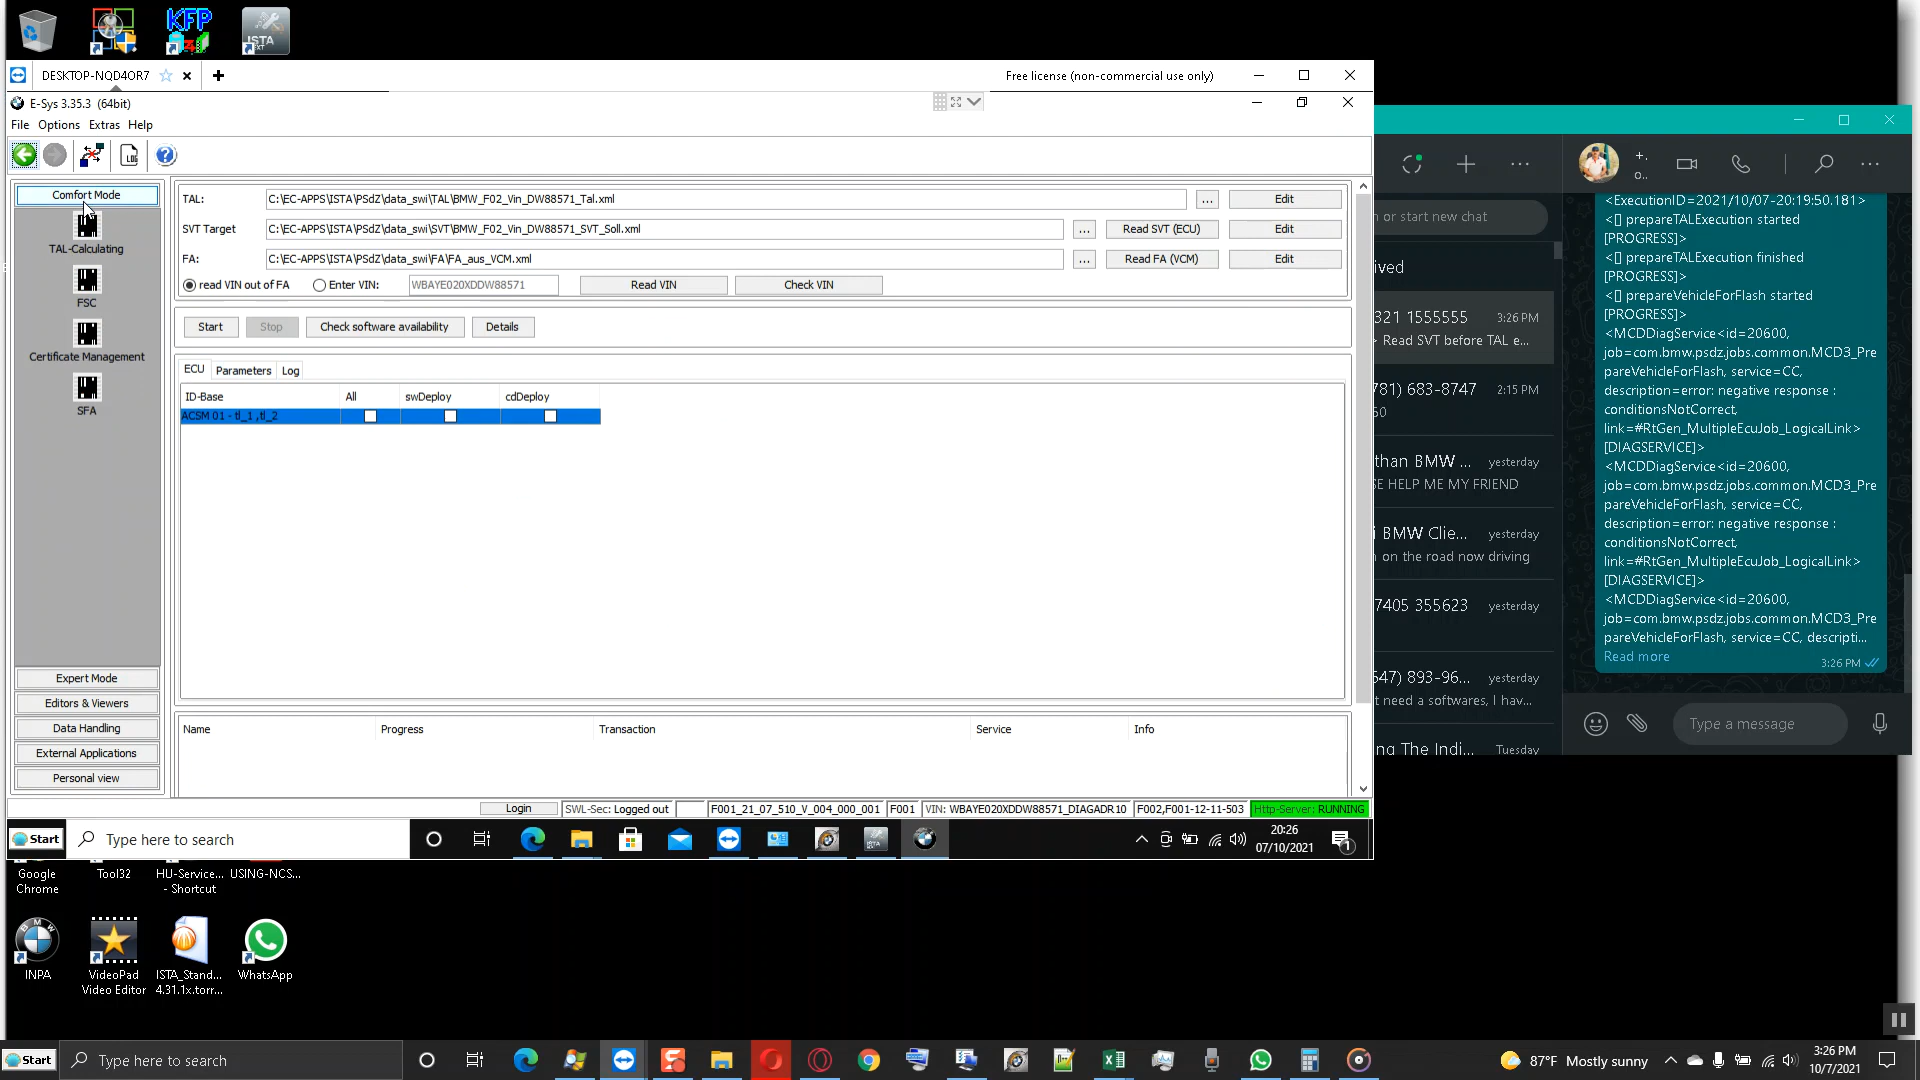 KFP
ISTA
DESKTOP-NQD4OR7
Free license (non-commercial use only)
E-Sys 3.35.3 (64bit)
File Options Extras Help
LOG
Comfort Mode
TAL-Calculating
FSC
Certificate Management
SFA
Expert Mode
Editors & Viewers
Data Handling
External Applications
Personal view
TAL: C:\EC-APPS\ISTA\PSdZ\data_swi\TAL\BMW_F02_Vin_DW88571_Tal.xml ... Edit
SVT Target C:\EC-APPS\ISTA\PSdZ\data_swi\SVT\BMW_F02_Vin_DW88571_SVT_Soll.xml ... Read SVT (ECU) Edit
FA: C:\EC-APPS\ISTA\PSdZ\data_swi\FA\FA_aus_VCM.xml ... Read FA (VCM) Edit
read VIN out of FA Enter VIN: WBAYE020XDDW88571 Read VIN Check VIN
Start Stop Check software availability Details
ECU Parameters Log
ID-Base All swDeploy cdDeploy
ACSM 01 - tl_1 ,tl_2
Name Progress Transaction Service Info
Login SWL-Sec: Logged out F001_21_07_510_V_004_000_001 F001 VIN: WBAYE020XDDW88571_DIAGADR10 F002,F001-12-11-503 Http-Server: RUNNING
Start Type here to search
20:26
07/10/2021
n or start new chat
ived
321 1555555 3:26 PM
> Read SVT before TAL e...
781) 683-8747 2:15 PM
60
than BMW ... yesterday
SE HELP ME MY FRIEND
i BMW Clie... yesterday
n on the road now driving
7405 355623 yesterday
547) 893-96... yesterday
t need a softwares, I hav...
ng The Indi... Tuesday
+.
o..
<ExecutionID=2021/10/07-20:19:50.181>
<[] prepareTALExecution started
[PROGRESS]>
<[] prepareTALExecution finished
[PROGRESS]>
<[] prepareVehicleForFlash started
[PROGRESS]>
<MCDDiagService<id=20600,
job=com.bmw.psdz.jobs.common.MCD3_Pre
pareVehicleForFlash, service=CC,
description=error: negative response :
conditionsNotCorrect,
link=#RtGen_MultipleEcuJob_LogicalLink>
[DIAGSERVICE]>
<MCDDiagService<id=20600,
job=com.bmw.psdz.jobs.common.MCD3_Pre
pareVehicleForFlash, service=CC,
description=error: negative response :
conditionsNotCorrect,
link=#RtGen_MultipleEcuJob_LogicalLink>
[DIAGSERVICE]>
<MCDDiagService<id=20600,
job=com.bmw.psdz.jobs.common.MCD3_Pre
pareVehicleForFlash, service=CC, descripti...
Read more
3:26 PM
Type a message
Google
Chrome
Tool32
HU-Service...
- Shortcut
USING-NCS...
INPA
VideoPad
Video Editor
ISTA_Stand...
4.31.1x.torr...
WhatsApp
Start Type here to search
87°F Mostly sunny
3:26 PM
10/7/2021